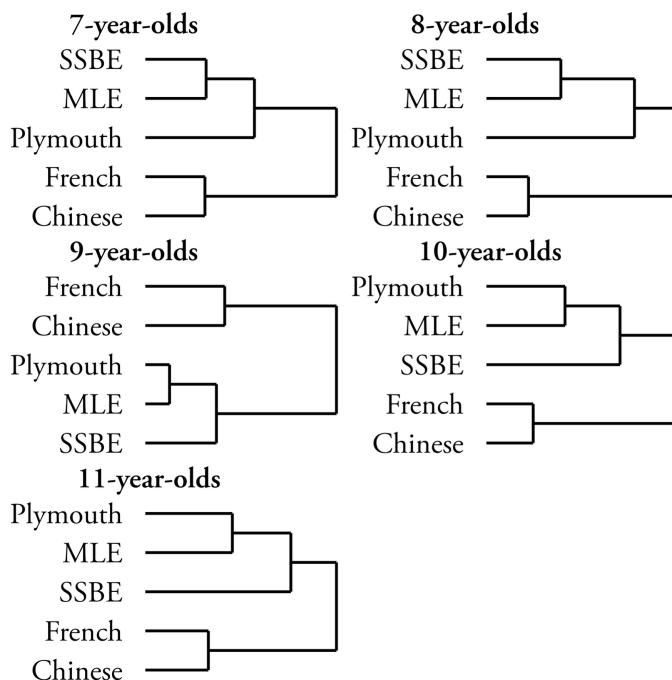 7-year-olds
SSBE
MLE
Plymouth
French
Chinese
8-year-olds
SSBE
MLE
Plymouth
French
Chinese
9-year-olds
French
Chinese
Plymouth
MLE
SSBE
10-year-olds
Plymouth
MLE
SSBE
French
Chinese
11-year-olds
Plymouth
MLE
SSBE
French
Chinese